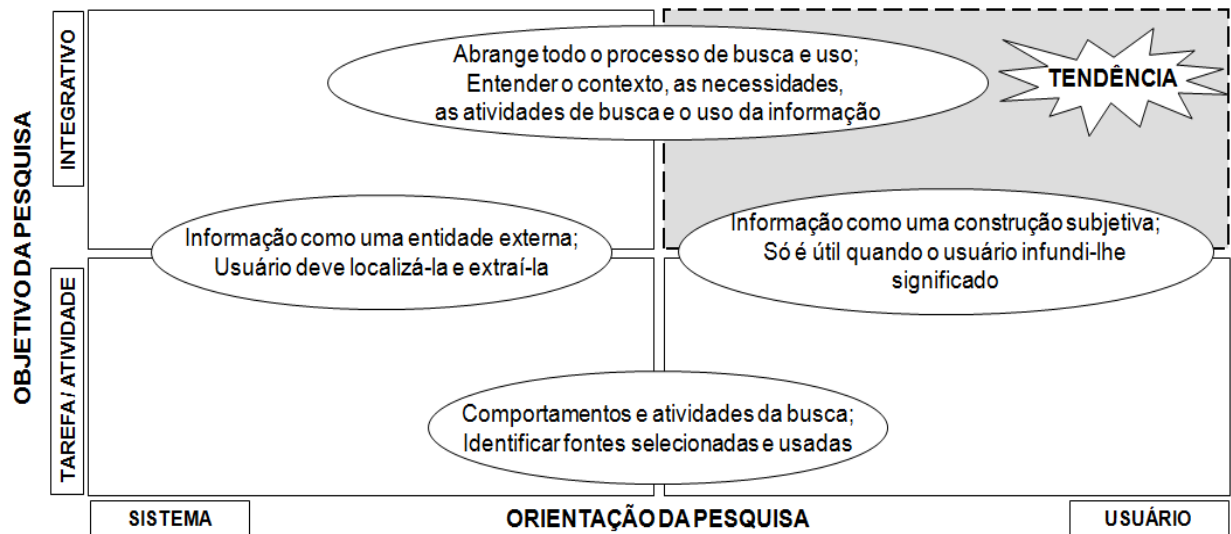 OBJETIVO DA PESQUISA
INTEGRATIVO
Abrange todo o processo de busca e uso;
Entender o contexto, as necessidades,
as atividades de busca e o uso da informação
TENDÊNCIA
Informação como uma entidade externa;
Usuário deve localizá-la e extraí-la
Informação como uma construção subjetiva;
Só é útil quando o usuário infundi-lhe
significado
TAREFA / ATIVIDADE
Comportamentos e atividades da busca;
Identificar fontes selecionadas e usadas
SISTEMA
ORIENTAÇÃO DA PESQUISA
USUÁRIO